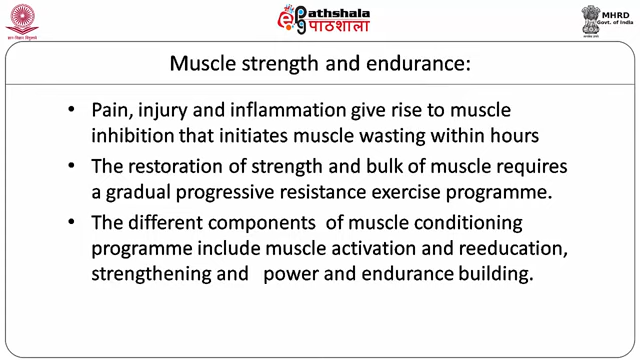 Pathshala
पाठशाला
MHRD
Govt. of India
Muscle strength and endurance:
• Pain, injury and inflammation give rise to muscle
inhibition that initiates muscle wasting within hours
• The restoration of strength and bulk of muscle requires
a gradual progressive resistance exercise programme.
• The different components of muscle conditioning
programme include muscle activation and reeducation,
strengthening and power and endurance building.